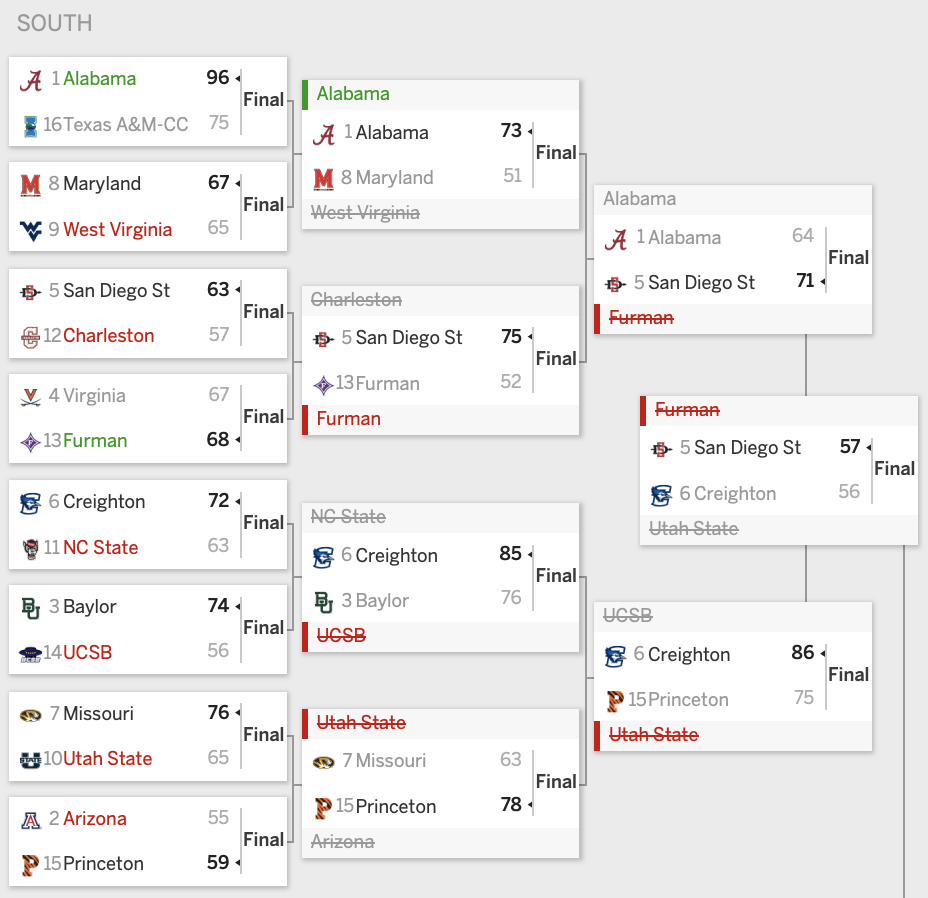 SOUTH
1 Alabama 96
16 Texas A&M-CC 75
Final
8 Maryland 67
9 West Virginia 65
Final
5 San Diego St 63
12 Charleston 57
Final
4 Virginia 67
13 Furman 68
Final
6 Creighton 72
11 NC State 63
Final
3 Baylor 74
14 UCSB 56
Final
7 Missouri 76
10 Utah State 65
Final
2 Arizona 55
15 Princeton 59
Final
Alabama
1 Alabama 73
8 Maryland 51
Final
West Virginia
Charleston
5 San Diego St 75
13 Furman 52
Final
Furman
NC State
6 Creighton 85
3 Baylor 76
Final
UCSB
Utah State
7 Missouri 63
15 Princeton 78
Final
Arizona
Alabama
1 Alabama 64
5 San Diego St 71
Final
Furman
UCSB
6 Creighton 86
15 Princeton 75
Final
Utah State
Furman
5 San Diego St 57
6 Creighton 56
Final
Utah State